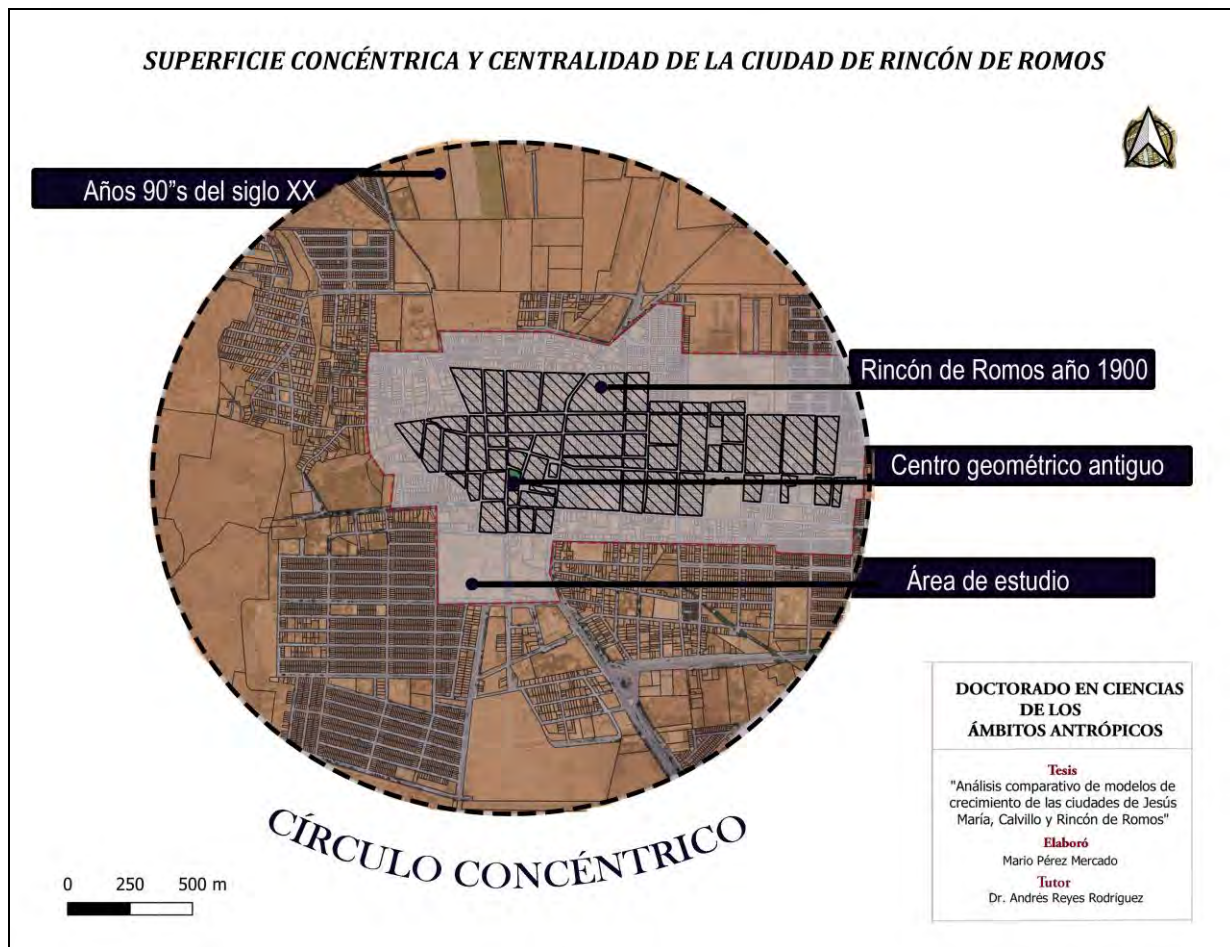 SUPERFICIE CONCÉNTRICA Y CENTRALIDAD DE LA CIUDAD DE RINCÓN DE ROMOS
Años 90"s del siglo XX
Rincón de Romos año 1900
Centro geométrico antiguo
Área de estudio
CÍRCULO CONCÉNTRICO
0 250 500 m
DOCTORADO EN CIENCIAS
DE LOS
ÁMBITOS ANTRÓPICOS
Tesis
"Análisis comparativo de modelos de
crecimiento de las ciudades de Jesús
María, Calvillo y Rincón de Romos"
Elaboró
Mario Pérez Mercado
Tutor
Dr. Andrés Reyes Rodríguez